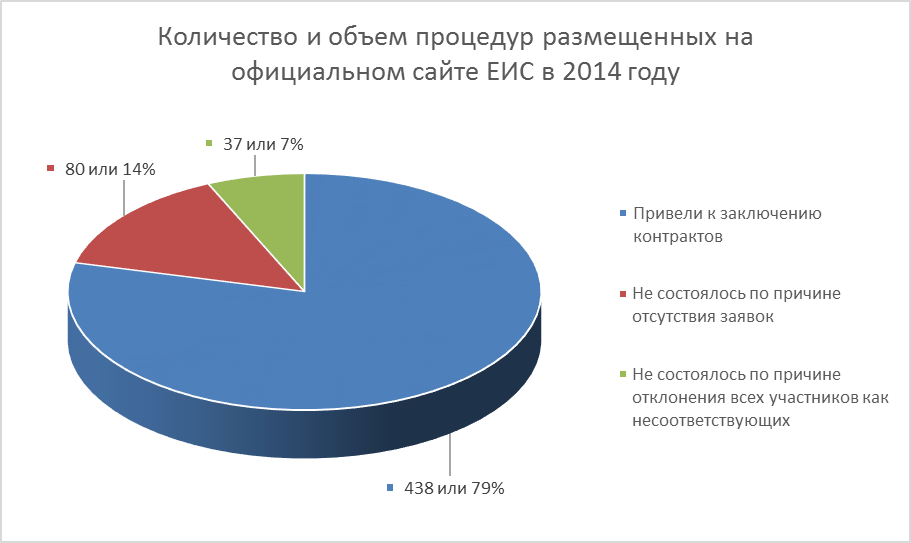 Количество и объем процедур размещенных на
официальном сайте ЕИС в 2014 году
37 или 7%
80 или 14%
438 или 79%
Привели к заключению
контрактов
Не состоялось по причине
отсутствия заявок
Не состоялось по причине
отклонения всех участников как
несоответствующих